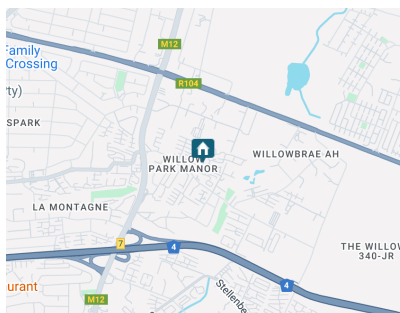 M12
Family
Crossing
R104
rty)
SPARK
WILLOW
PARK MANOR
WILLOWBRAE AH
LA MONTAGNE
7
4
THE WILLOW
340-JR
4
urant
M12
Stellenbe